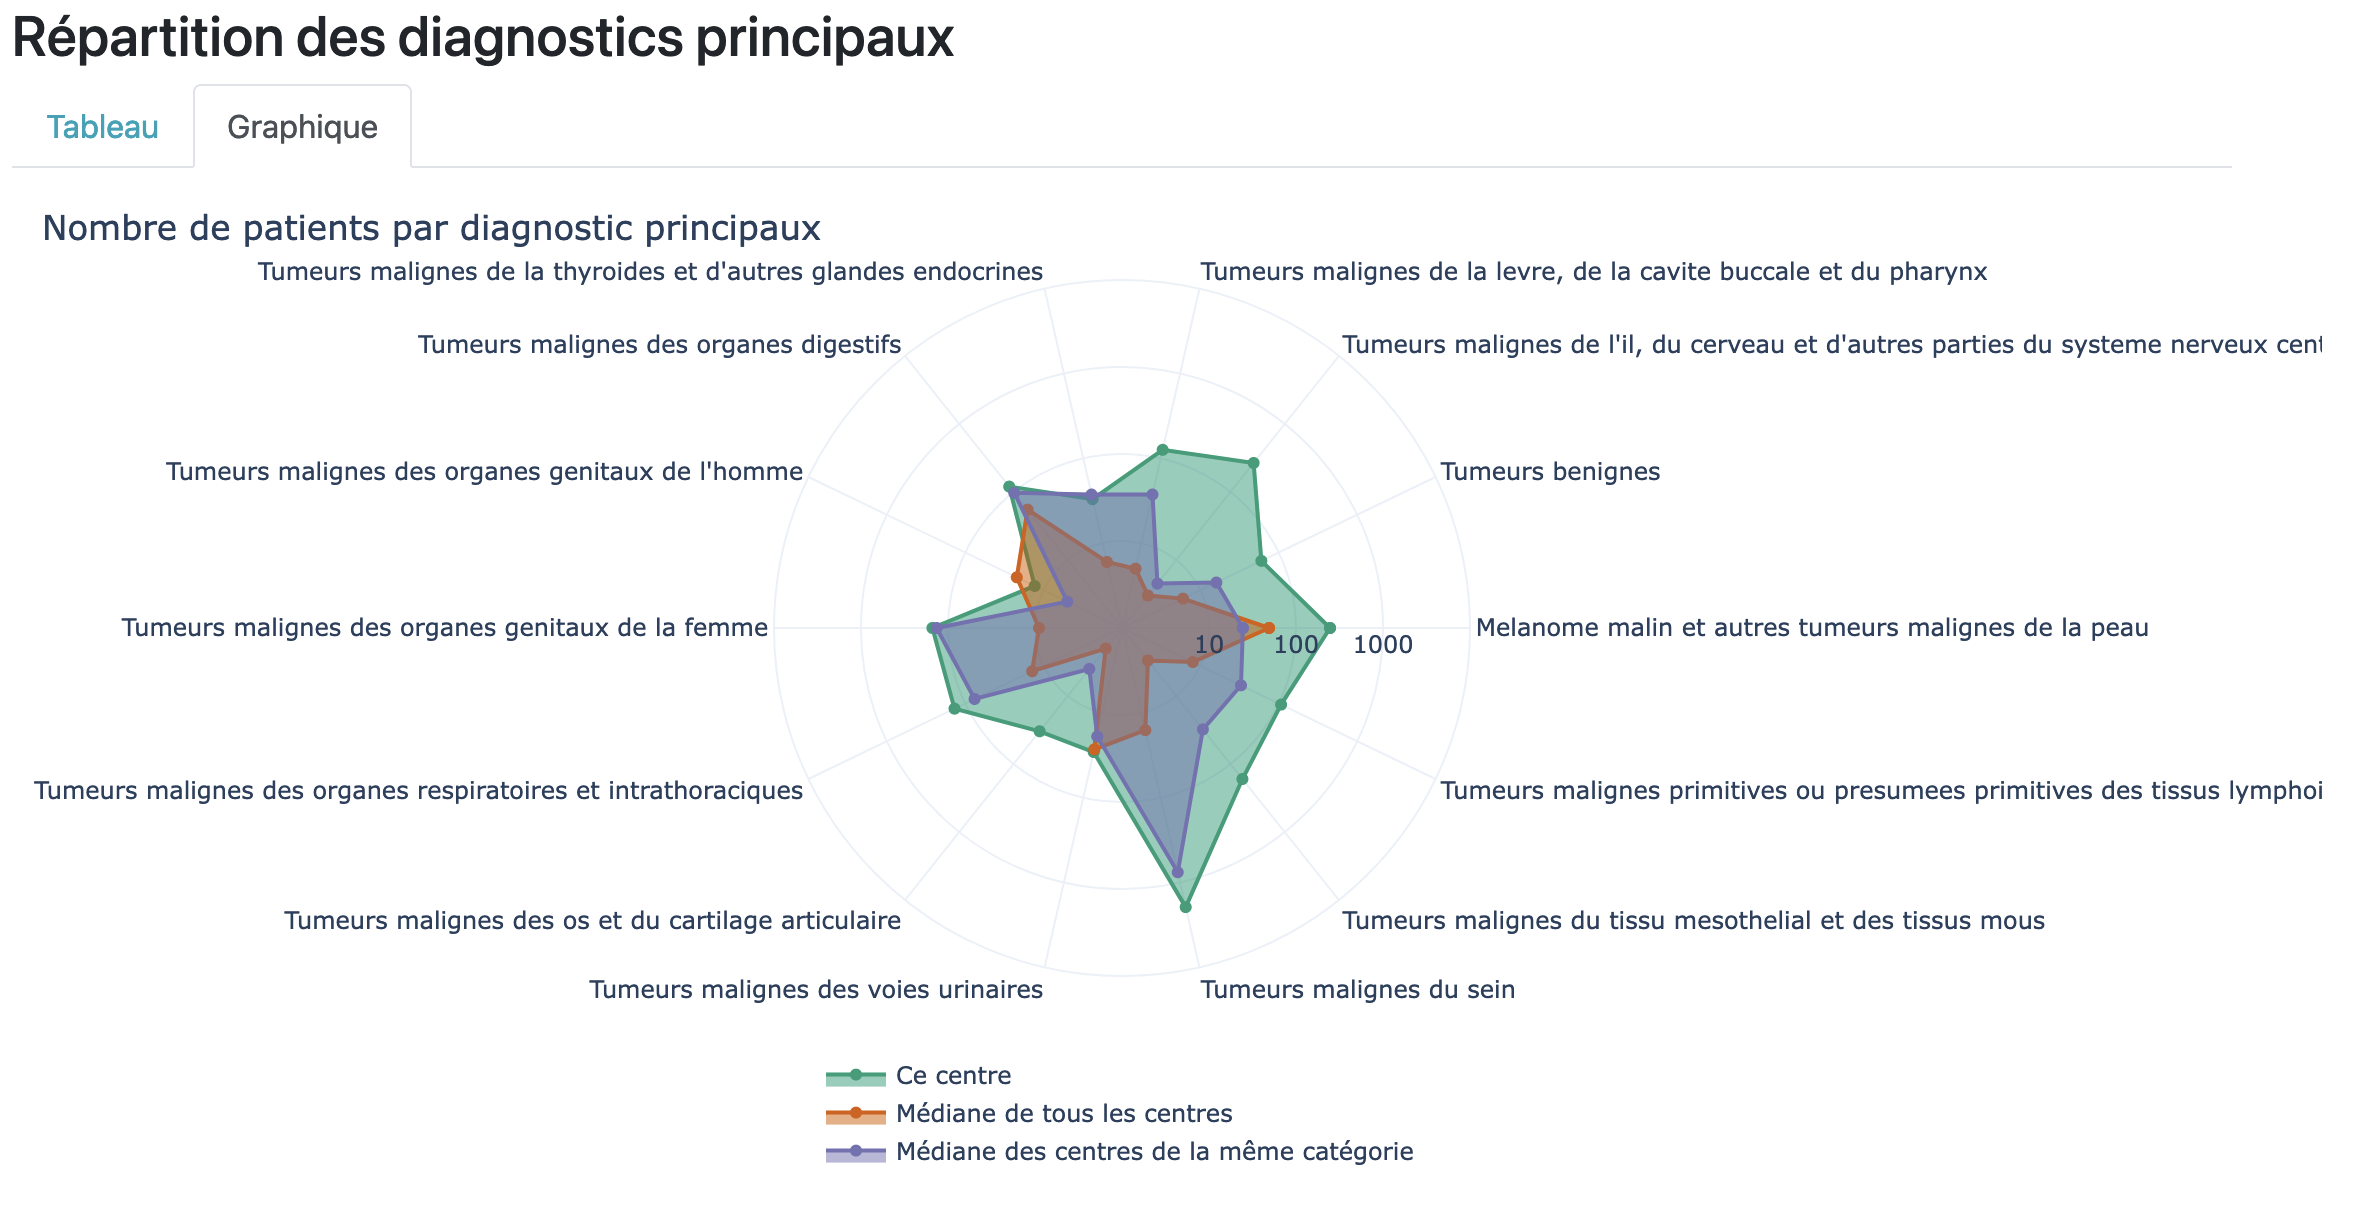 Répartition des diagnostics principaux
Tableau
Graphique
Nombre de patients par diagnostic principaux
Tumeurs malignes de la thyroides et d'autres glandes endocrines
Tumeurs malignes de la levre, de la cavite buccale et du pharynx
Tumeurs malignes des organes digestifs
Tumeurs malignes de l'il, du cerveau et d'autres parties du systeme nerveux cent
Tumeurs malignes des organes genitaux de l'homme
Tumeurs benignes
Tumeurs malignes des organes genitaux de la femme
Melanome malin et autres tumeurs malignes de la peau
10
100
1000
Tumeurs malignes des organes respiratoires et intrathoraciques
Tumeurs malignes primitives ou presumees primitives des tissus lymphoi
Tumeurs malignes des os et du cartilage articulaire
Tumeurs malignes du tissu mesothelial et des tissus mous
Tumeurs malignes des voies urinaires
Tumeurs malignes du sein
Ce centre
Médiane de tous les centres
Médiane des centres de la même catégorie